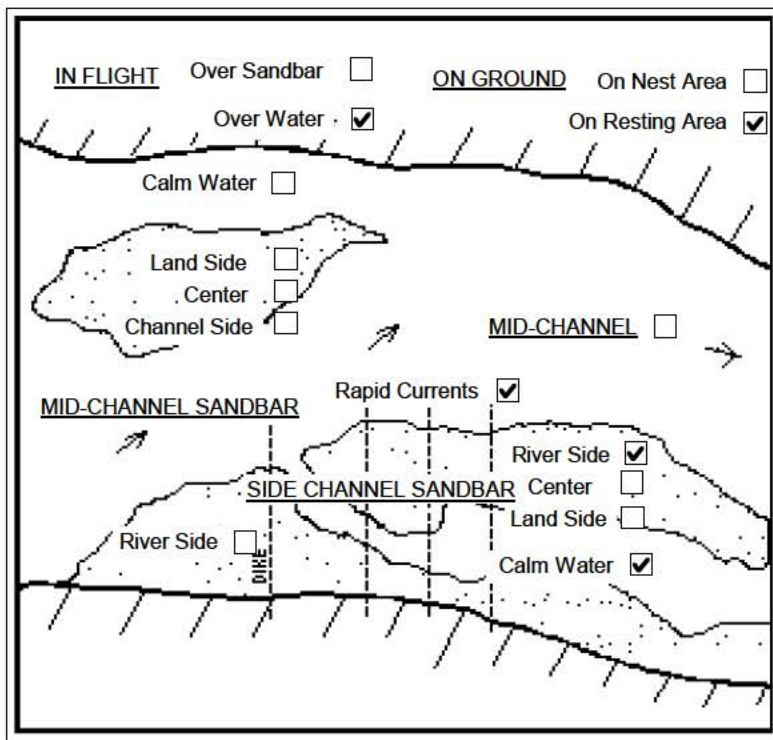 IN FLIGHT Over Sandbar ON GROUND On Nest Area
Over Water On Resting Area
Calm Water
Land Side
Center
Channel Side
MID-CHANNEL
Rapid Currents
MID-CHANNEL SANDBAR
River Side
SIDE CHANNEL SANDBAR Center
Land Side
River Side
DIKE
Calm Water